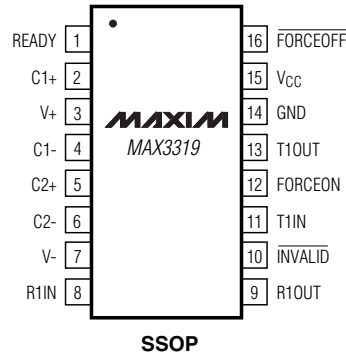 READY 1
C1+ 2
V+ 3
C1- 4
C2+ 5
C2- 6
V- 7
R1IN 8
MAXIM
MAX3319
16 FORCEOFF
15 VCC
14 GND
13 T1OUT
12 FORCEON
11 T1IN
10 INVALID
9 R1OUT
SSOP